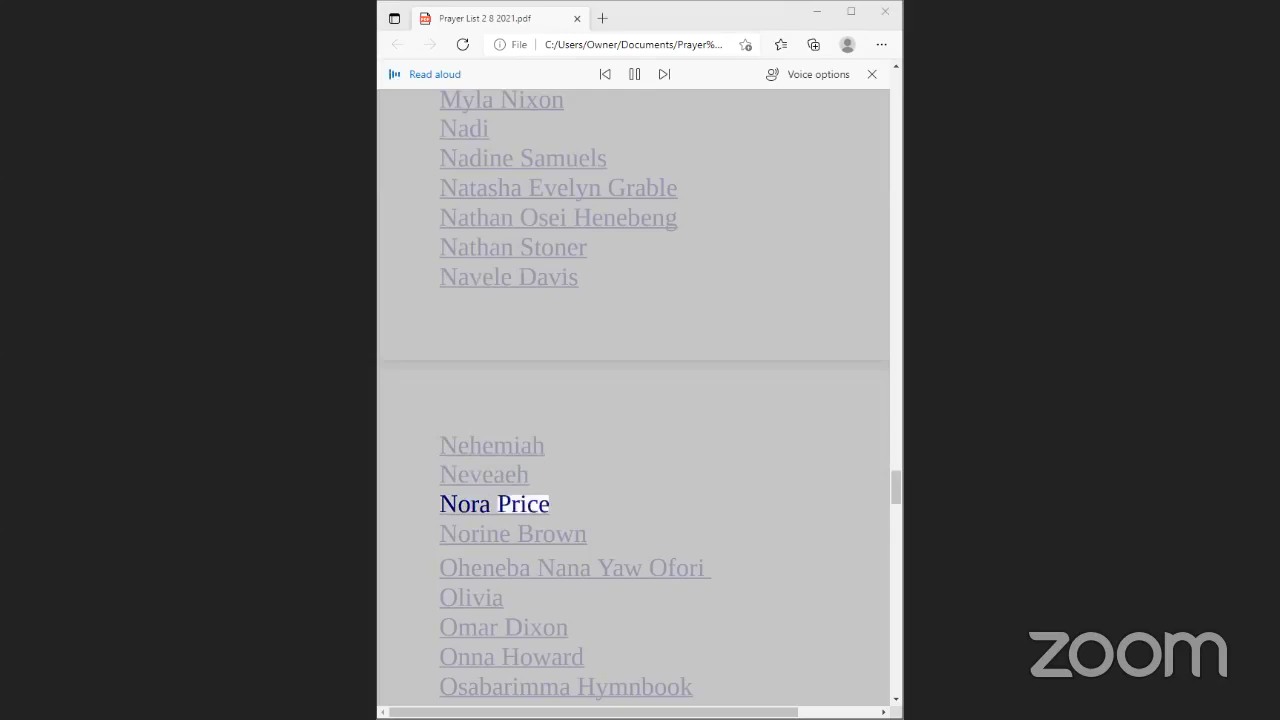 Prayer List 2 8 2021.pdf
File
C:/Users/Owner/Documents/Prayer%...
Read aloud
Voice options
Myla Nixon
Nadi
Nadine Samuels
Natasha Evelyn Grable
Nathan Osei Henebeng
Nathan Stoner
Navele Davis
Nehemiah
Neveaeh
Nora Price
Norine Brown
Oheneba Nana Yaw Ofori
Olivia
Omar Dixon
Onna Howard
Osabarimma Hymnbook
zoom